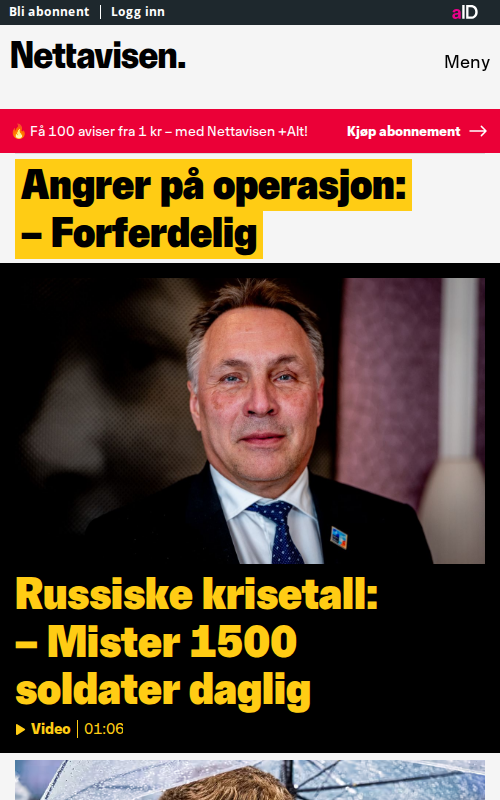 Bli abonnent
Logg inn
aID
Nettavisen.
Meny
🔥 Få 100 aviser fra 1 kr – med Nettavisen +Alt!
Kjøp abonnement →
Angrer på operasjon:
– Forferdelig
Russiske krisetall:
– Mister 1500
soldater daglig
Video
01:06